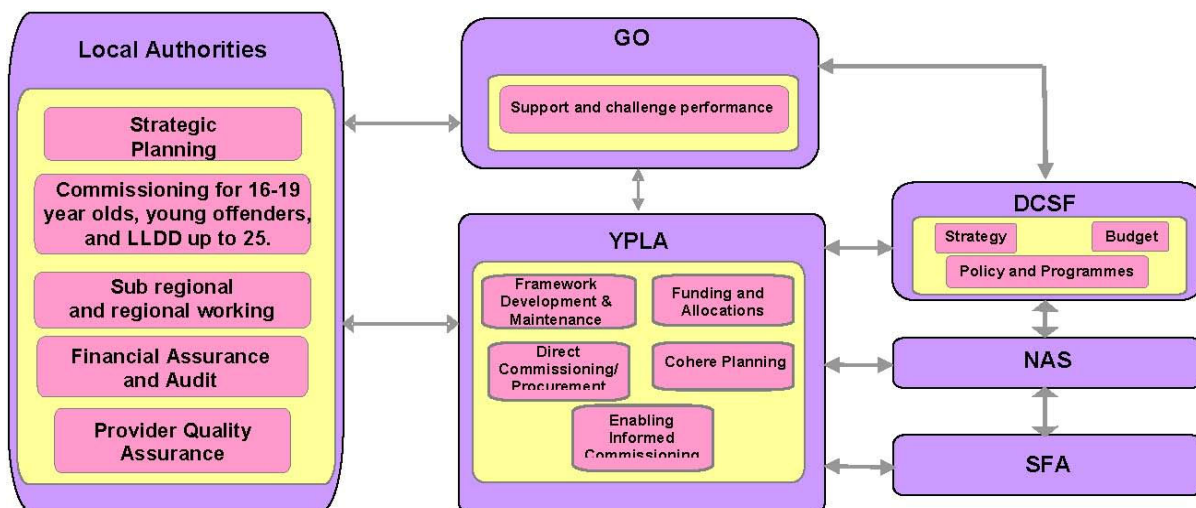 Local Authorities
Strategic
Planning
Commissioning for 16-19
year olds, young offenders,
and LLDD up to 25.
Sub regional
and regional working
Financial Assurance
and Audit
Provider Quality
Assurance
GO
Support and challenge performance
YPLA
Framework
Development &
Maintenance
Funding and
Allocations
Direct
Commissioning/
Procurement
Cohere Planning
Enabling
Informed
Commissioning
DCSF
Strategy
Budget
Policy and Programmes
NAS
SFA